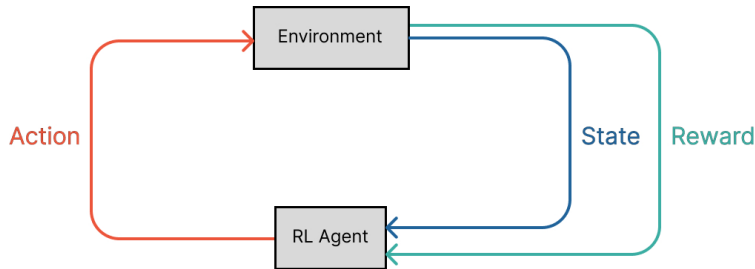 Environment
Action
State
Reward
RL Agent